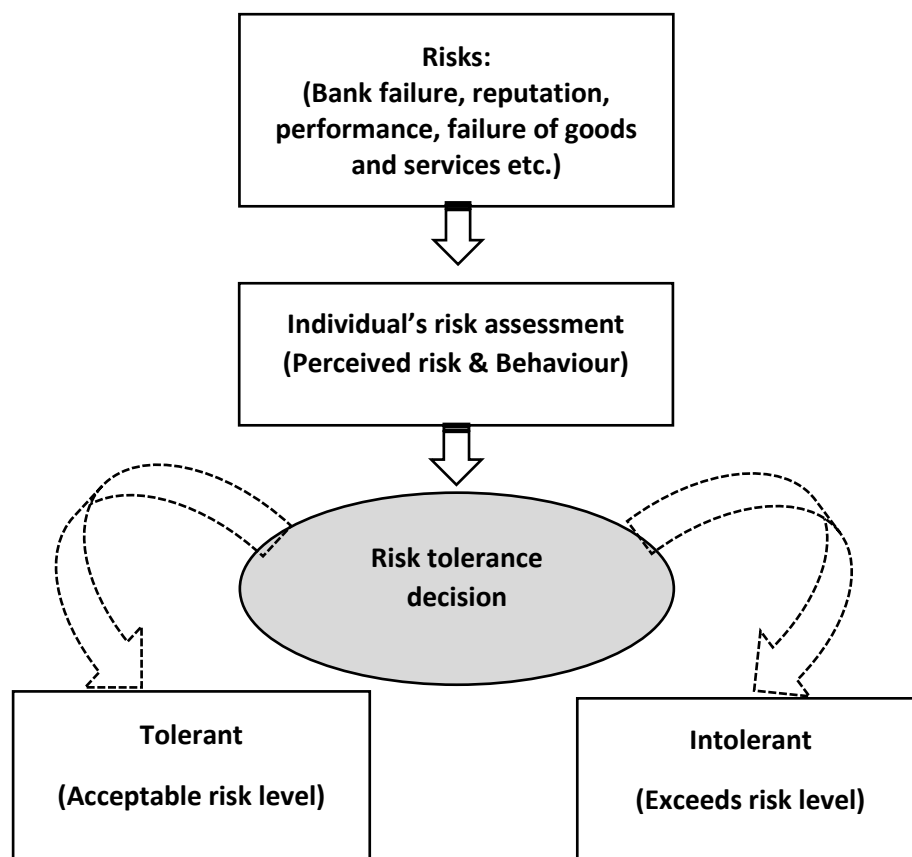 Risks:
(Bank failure, reputation,
performance, failure of goods
and services etc.)
Individual’s risk assessment
(Perceived risk & Behaviour)
Risk tolerance
decision
Tolerant
(Acceptable risk level)
Intolerant
(Exceeds risk level)